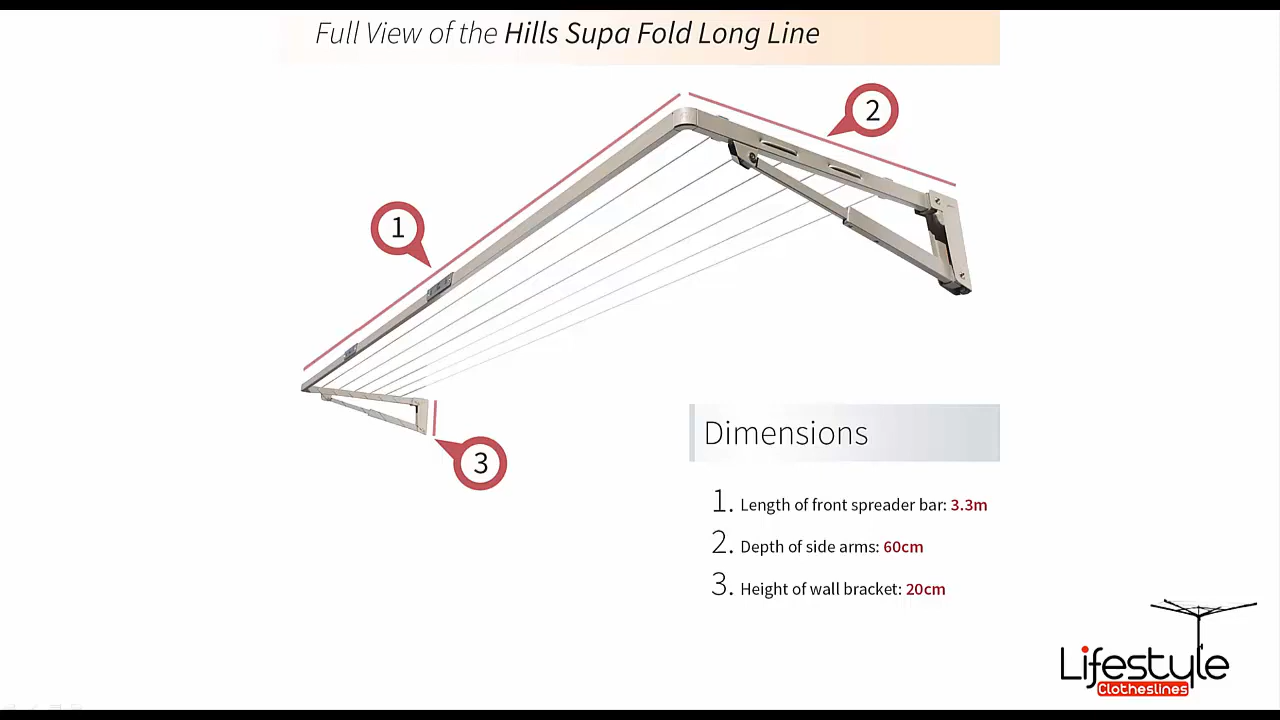 Full View of the Hills Supa Fold Long Line
2
1
3
Dimensions
1. Length of front spreader bar: 3.3m
2. Depth of side arms: 60cm
3. Height of wall bracket: 20cm
Lifestyle
Clotheslines